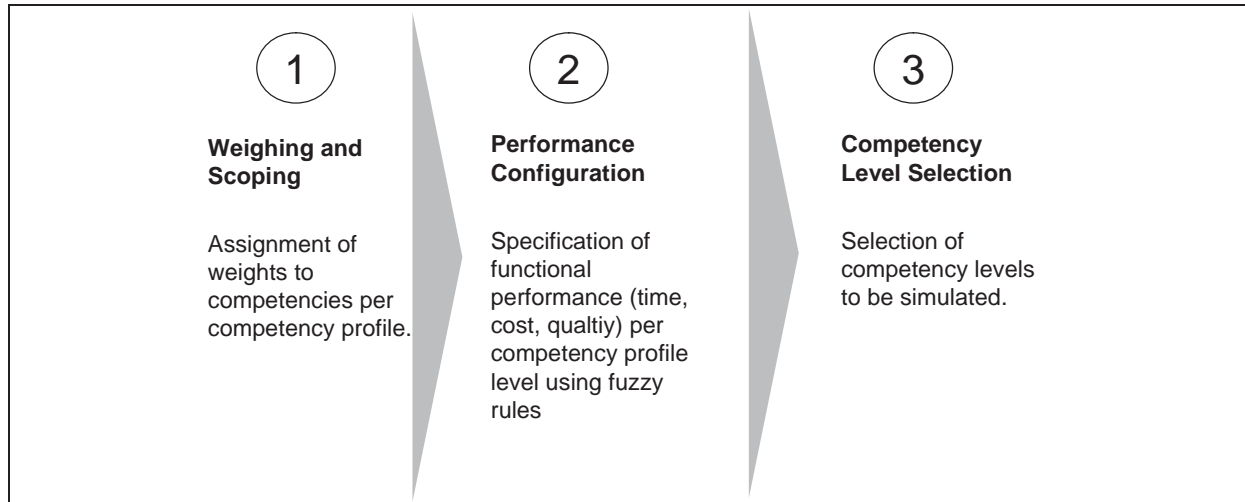 1
Weighing and
Scoping
Assignment of
weights to
competencies per
competency profile.
2
Performance
Configuration
Specification of
functional
performance (time,
cost, qualtiy) per
competency profile
level using fuzzy
rules
3
Competency
Level Selection
Selection of
competency levels
to be simulated.